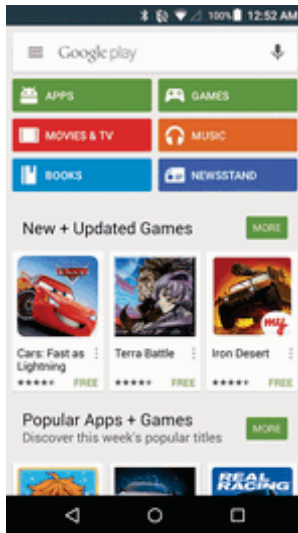 100% 12:52 AM
Google play
APPS
GAMES
MOVIES & TV
MUSIC
BOOKS
NEWSSTAND
New + Updated Games
MORE
Cars: Fast as
Lightning
FREE
Terra Battle
FREE
my
Iron Desert
FREE
Popular Apps + Games
Discover this week's popular titles
MORE
REAL
RACING